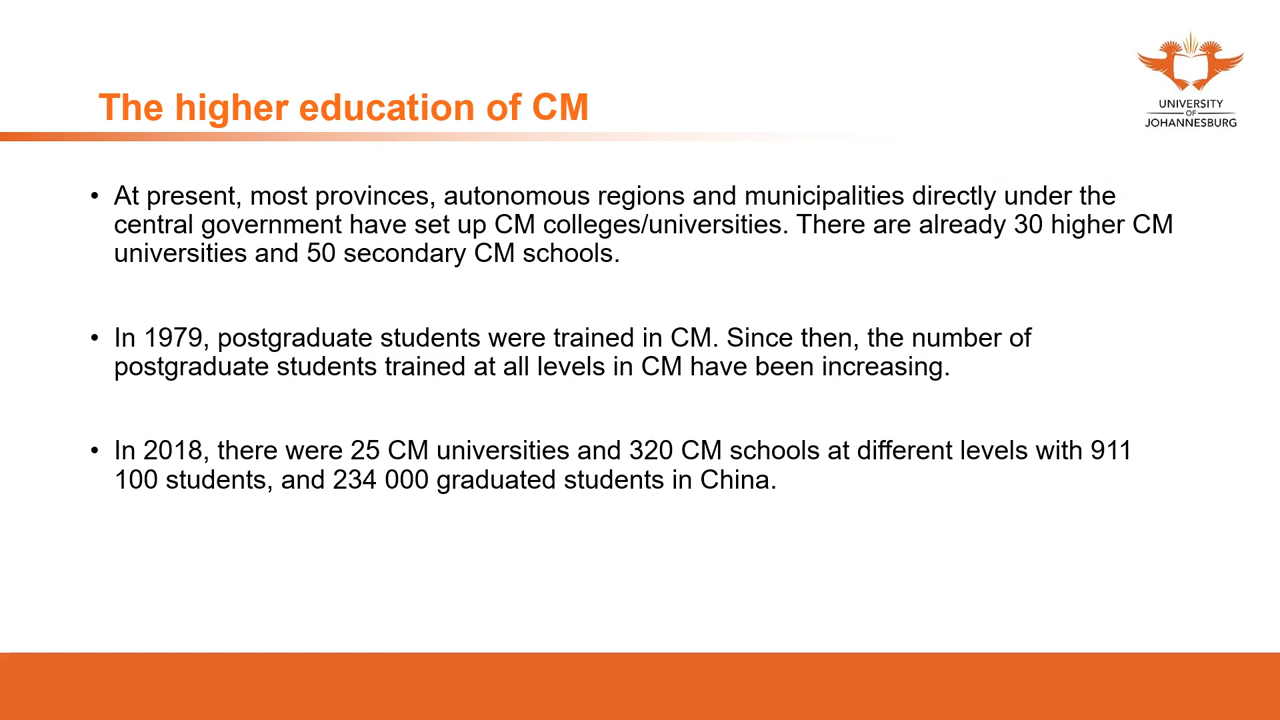 The higher education of CM
UNIVERSITY
OF
JOHANNESBURG
• At present, most provinces, autonomous regions and municipalities directly under the
central government have set up CM colleges/universities. There are already 30 higher CM
universities and 50 secondary CM schools.
• In 1979, postgraduate students were trained in CM. Since then, the number of
postgraduate students trained at all levels in CM have been increasing.
• In 2018, there were 25 CM universities and 320 CM schools at different levels with 911
100 students, and 234 000 graduated students in China.